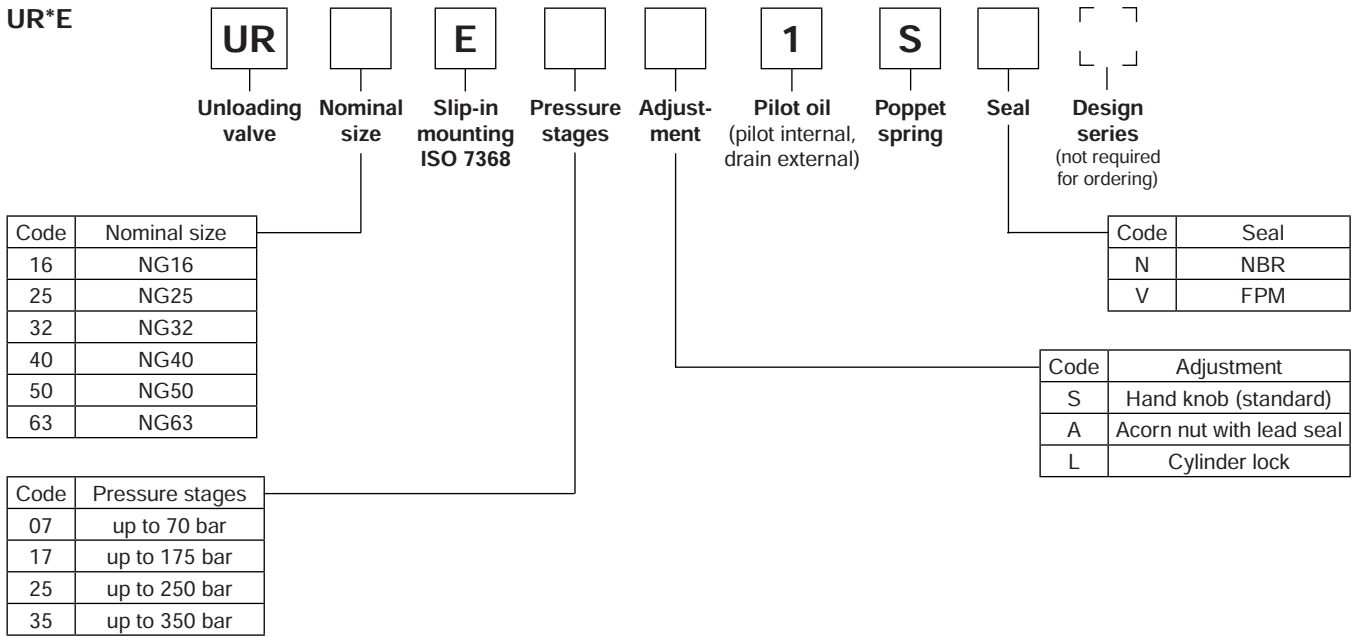 UR*E
UR E 1 S
Unloading Nominal Slip-in Pressure Adjust- Pilot oil Poppet Seal Design
valve size mounting stages ment (pilot internal, spring series
ISO 7368 drain external) (not required
for ordering)
Code Nominal size
16 NG16
25 NG25
32 NG32
40 NG40
50 NG50
63 NG63
Code Pressure stages
07 up to 70 bar
17 up to 175 bar
25 up to 250 bar
35 up to 350 bar
Code Seal
N NBR
V FPM
Code Adjustment
S Hand knob (standard)
A Acorn nut with lead seal
L Cylinder lock